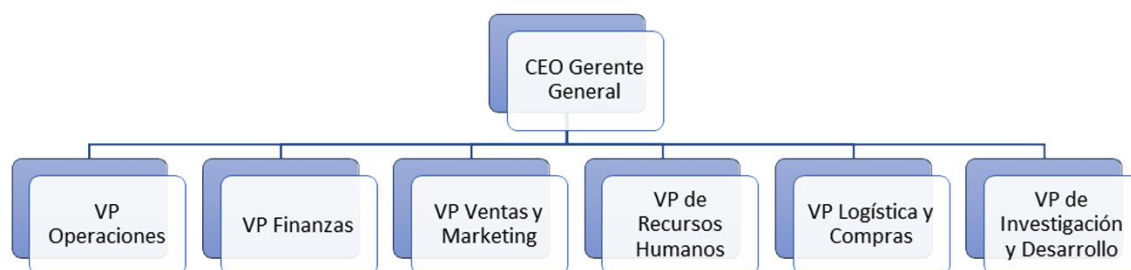 CEO Gerente
General
VP
Operaciones
VP Finanzas
VP Ventas y
Marketing
VP de
Recursos
Humanos
VP Logística y
Compras
VP de
Investigación
y Desarrollo